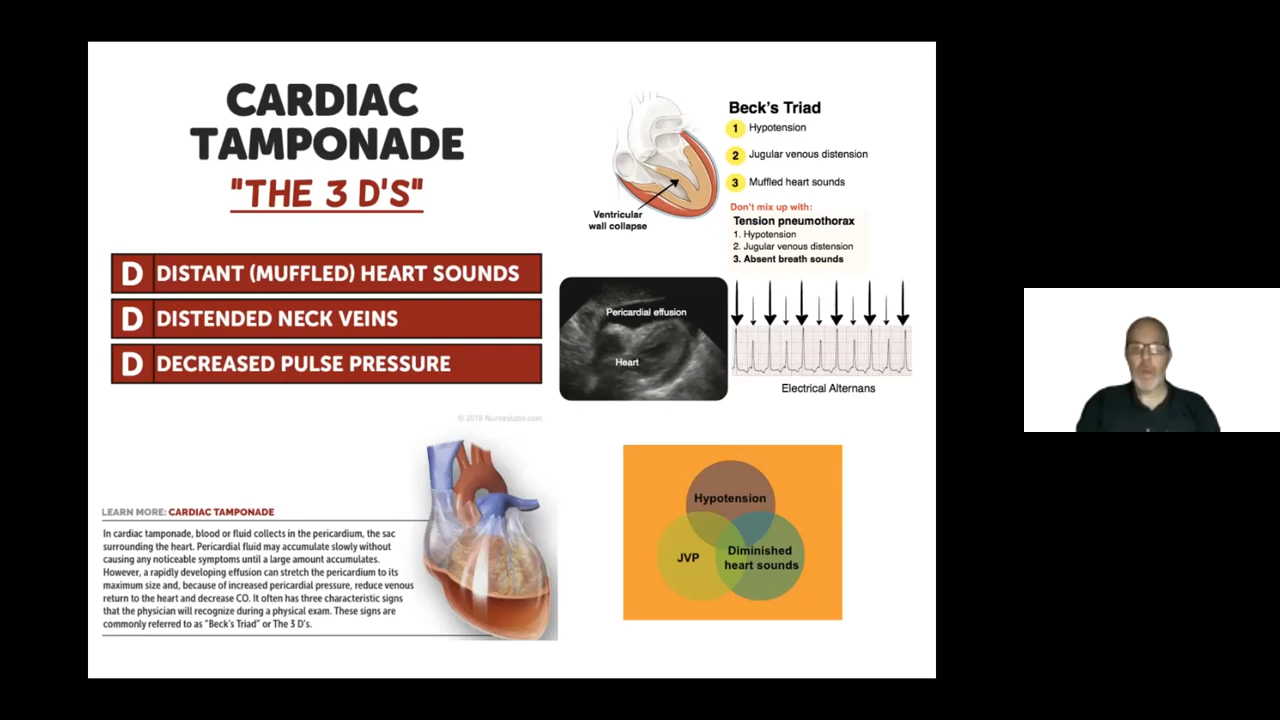 CARDIAC
TAMPONADE
"THE 3 D'S"
D DISTANT (MUFFLED) HEART SOUNDS
D DISTENDED NECK VEINS
D DECREASED PULSE PRESSURE
© 2018 Nurseslabs.com
LEARN MORE: CARDIAC TAMPONADE
In cardiac tamponade, blood or fluid collects in the pericardium, the sac
surrounding the heart. Pericardial fluid may accumulate slowly without
causing any noticeable symptoms until a large amount accumulates.
However, a rapidly developing effusion can stretch the pericardium to its
maximum size and, because of increased pericardial pressure, reduce venous
return to the heart and decrease CO. It often has three characteristic signs
that the physician will recognize during a physical exam. These signs are
commonly referred to as "Beck's Triad" or The 3 D's.
Beck's Triad
1 Hypotension
2 Jugular venous distension
3 Muffled heart sounds
Ventricular
wall collapse
Don't mix up with:
Tension pneumothorax
1. Hypotension
2. Jugular venous distension
3. Absent breath sounds
Pericardial effusion
Heart
Electrical Alternans
Hypotension
JVP
Diminished
heart sounds